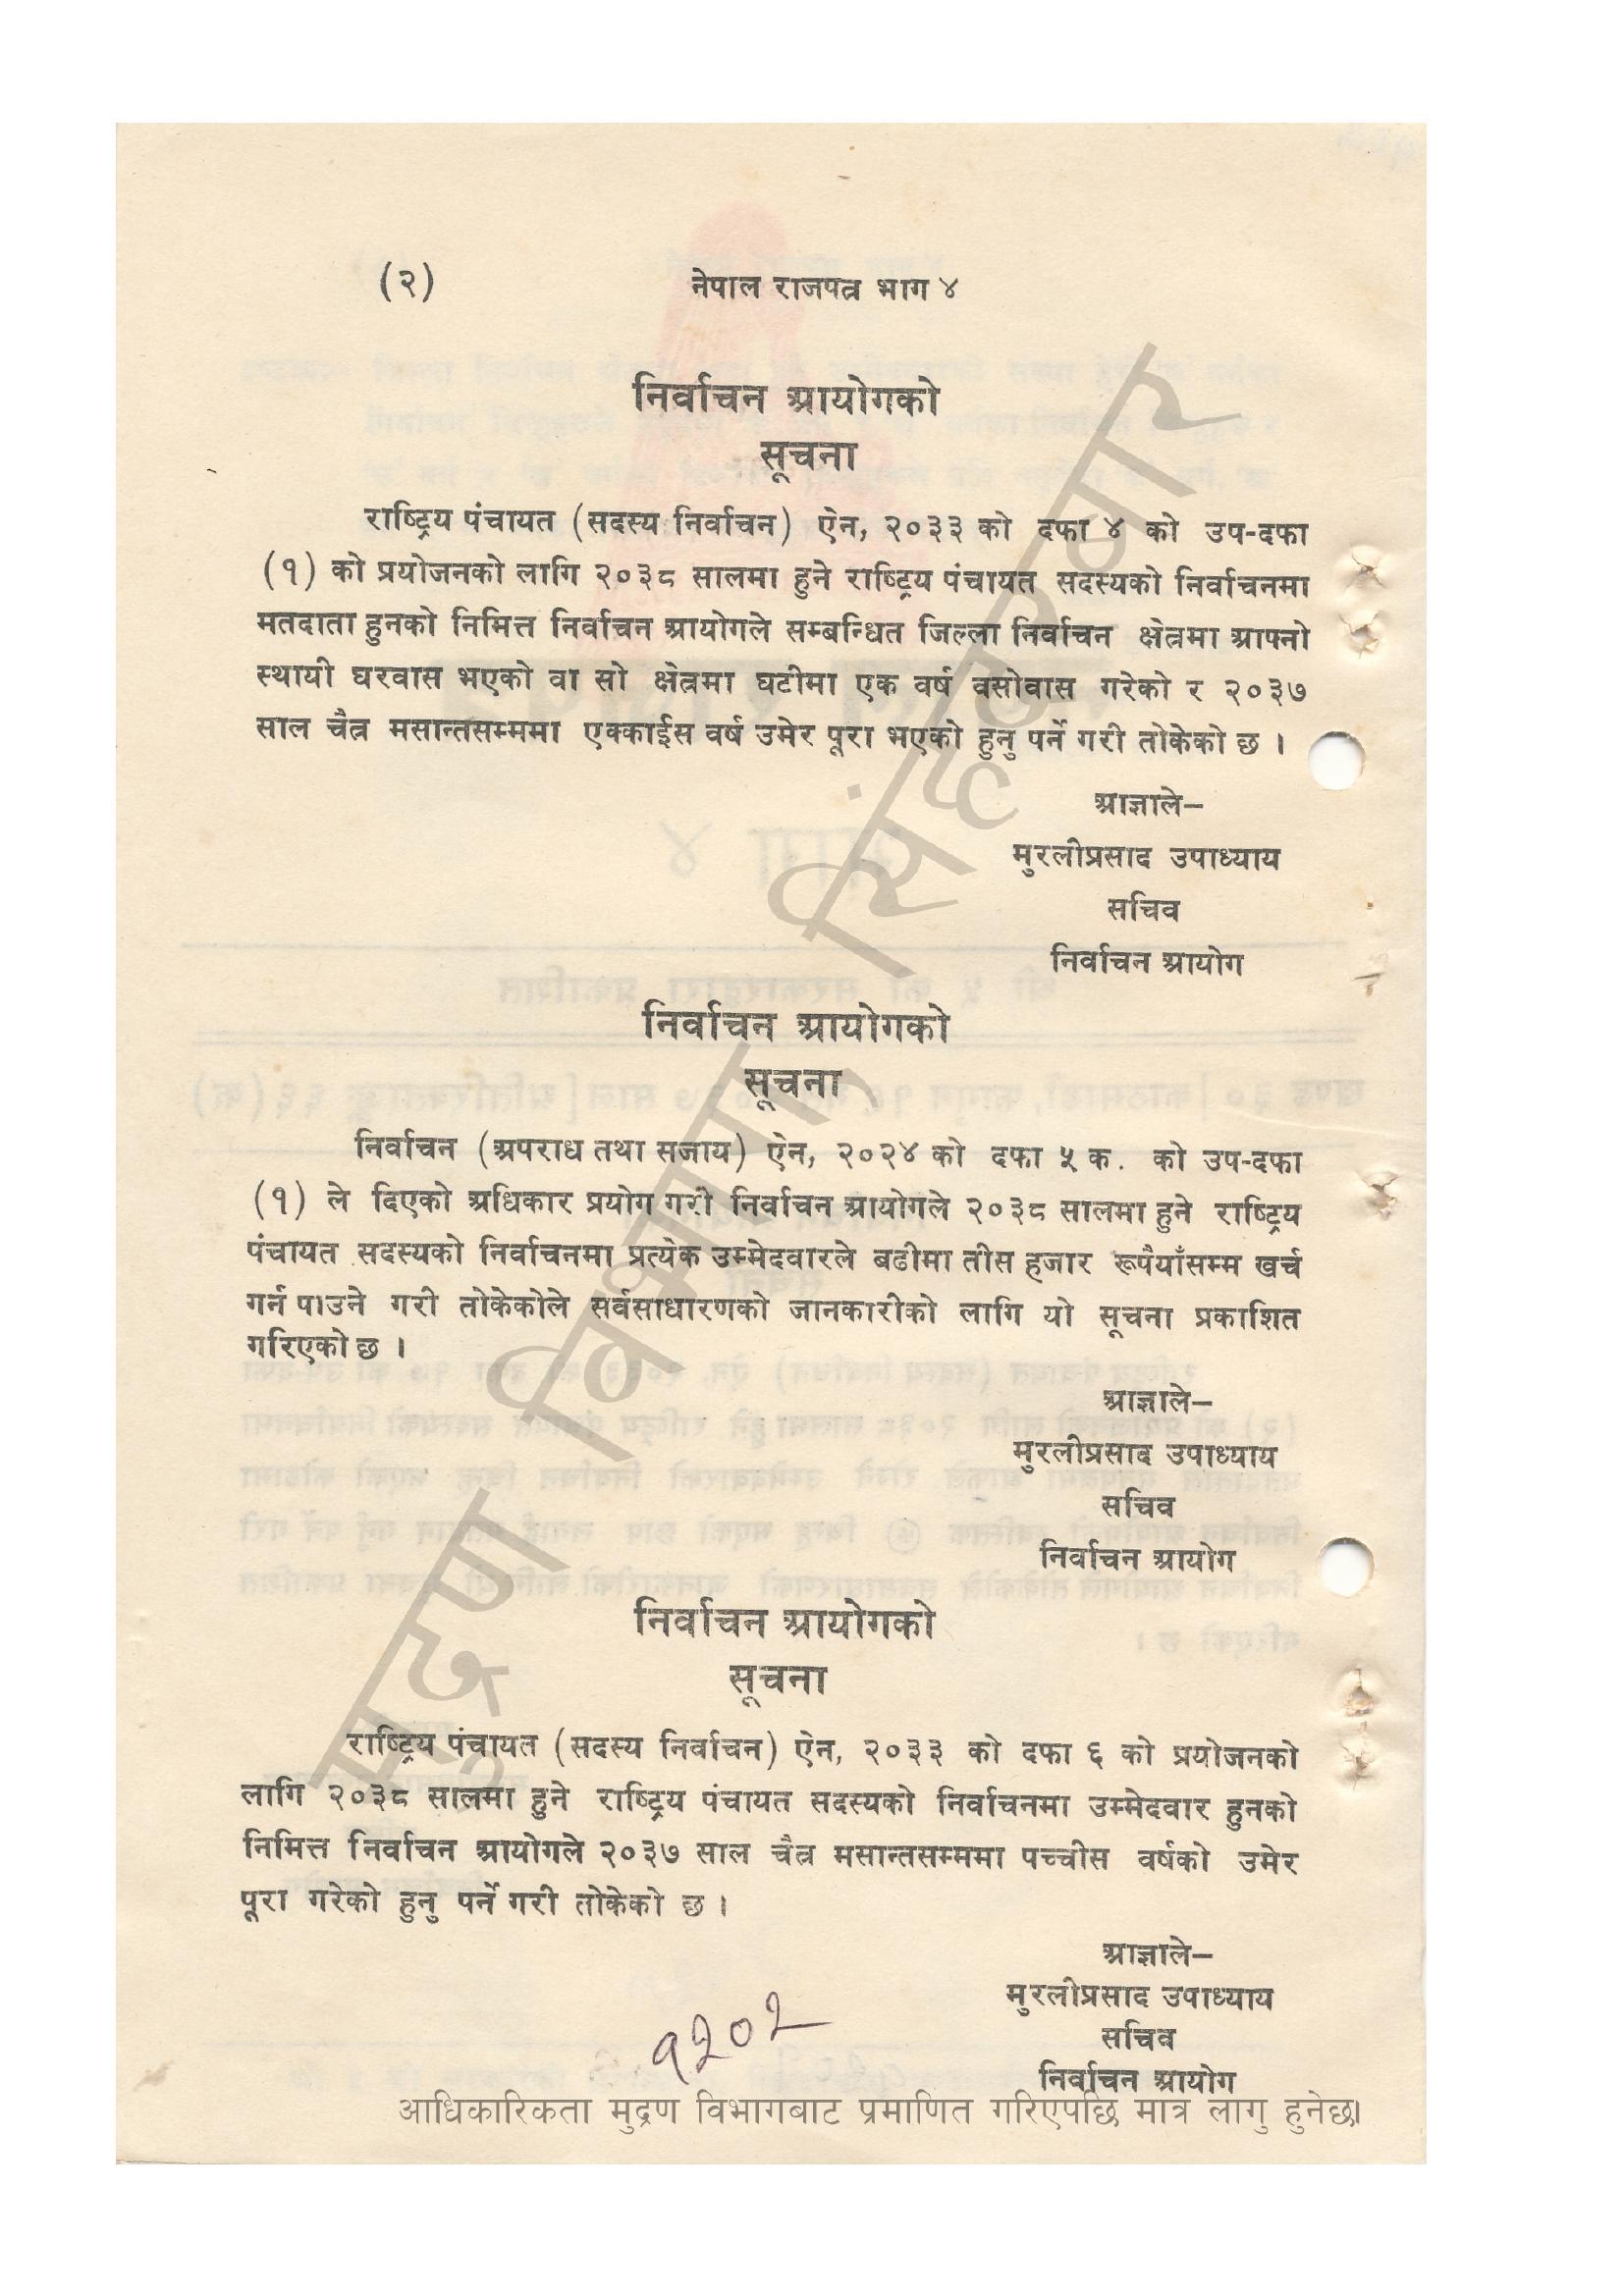 (२)
नेपाल राजपत्र भाग ४
निर्वाचन आयोगको
सूचना
राष्ट्रिय पंचायत (सदस्य निर्वाचन) ऐन, २०३३ को दफा ४ को उप-दफा
(१) को प्रयोजनको लागि २०३८ सालमा हुने राष्ट्रिय पंचायत सदस्यको निर्वाचनमा
मतदाता हुनको निमित्त निर्वाचन आयोगले सम्बन्धित जिल्ला निर्वाचन क्षेत्रमा आफ्नो
स्थायी घरवास भएको वा सो क्षेत्रमा घटीमा एक वर्ष वसोवास गरेको र २०३७
साल चैत्र मसान्तसम्ममा एक्काईस वर्ष उमेर पूरा भएको हुनु पर्ने गरी तोकेको छ ।
आज्ञाले–
मुरलीप्रसाद उपाध्याय
सचिव
निर्वाचन आयोग
निर्वाचन आयोगको
सूचना
निर्वाचन (अपराध तथा सजाय) ऐन, २०२४ को दफा ५ क. को उप-दफा
(१) ले दिएको अधिकार प्रयोग गरी निर्वाचन आयोगले २०३८ सालमा हुने राष्ट्रिय
पंचायत सदस्यको निर्वाचनमा प्रत्येक उम्मेदवारले बढीमा तीस हजार रूपैयाँसम्म खर्च
गर्न पाउने गरी तोकेकोले सर्वसाधारणको जानकारीको लागि यो सूचना प्रकाशित
गरिएको छ ।
आज्ञाले–
मुरलीप्रसाद उपाध्याय
सचिव
निर्वाचन आयोग
निर्वाचन आयोगको
सूचना
राष्ट्रिय पंचायत (सदस्य निर्वाचन) ऐन, २०३३ को दफा ६ को प्रयोजनको
लागि २०३८ सालमा हुने राष्ट्रिय पंचायत सदस्यको निर्वाचनमा उम्मेदवार हुनको
निमित्त निर्वाचन आयोगले २०३७ साल चैत्र मसान्तसम्ममा पच्चीस वर्षको उमेर
पूरा गरेको हुनु पर्ने गरी तोकेको छ ।
आज्ञाले–
मुरलीप्रसाद उपाध्याय
सचिव
निर्वाचन आयोग
१२०२
आधिकारिकता मुद्रण विभागबाट प्रमाणित गरिएपछि मात्र लागु हुनेछ।
मुद्रण विभाग, सिंहदरवार